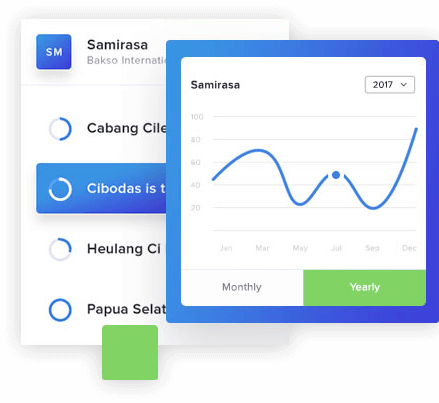 SM
Samirasa
Bakso Internatio
Cabang Cile
Cibodas is t
Heulang Ci
Papua Selat
Samirasa
2017
100
80
60
40
20
Jan Mar May Jul Sep Dec
Monthly Yearly